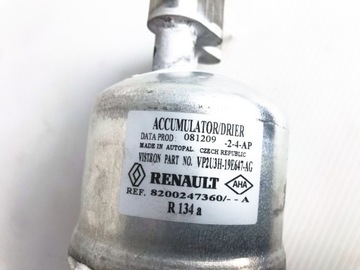 ACCUMULATOR/DRIER
DATA PROD 081209 -2-4-AP
MADE IN AUTOPAL CZECH REPUBLIC
VISTEON PART NO. VP2U3H-19E647-AG
RENAULT AHA
REF. 8200247360/-- A
R 134 a